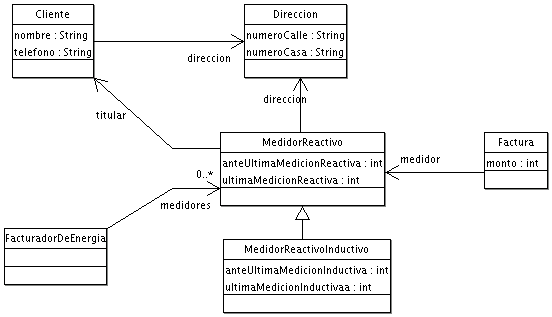 Cliente
nombre : String
telefono : String
Direccion
numeroCalle : String
numeroCasa : String
direccion
direccion
titular
MedidorReactivo
anteUltimaMedicionReactiva : int
ultimaMedicionReactiva : int
medidor
Factura
monto : int
0..*
medidores
FacturadorDeEnergia
MedidorReactivoInductivo
anteUltimaMedicionInductiva : int
ultimaMedicionInductivaa : int